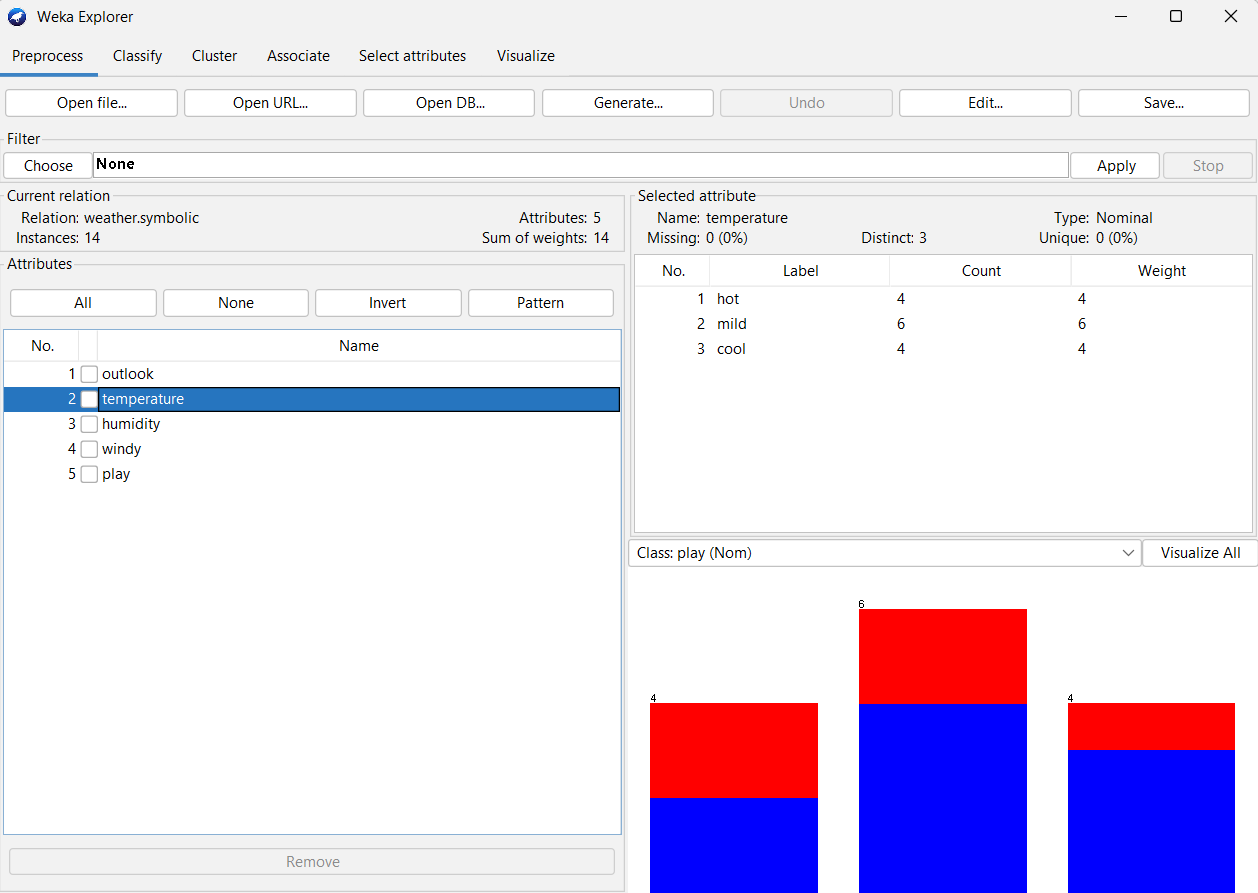 Weka Explorer
Preprocess Classify Cluster Associate Select attributes Visualize
Open file... Open URL... Open DB... Generate... Undo Edit... Save...
Filter
Choose None Apply Stop
Current relation
Relation: weather.symbolic Attributes: 5
Instances: 14 Sum of weights: 14
Attributes
All None Invert Pattern
No. Name
1 outlook
2 temperature
3 humidity
4 windy
5 play
Remove
Selected attribute
Name: temperature Type: Nominal
Missing: 0 (0%) Distinct: 3 Unique: 0 (0%)
No. Label Count Weight
1 hot 4 4
2 mild 6 6
3 cool 4 4
Class: play (Nom) Visualize All
4 6 4